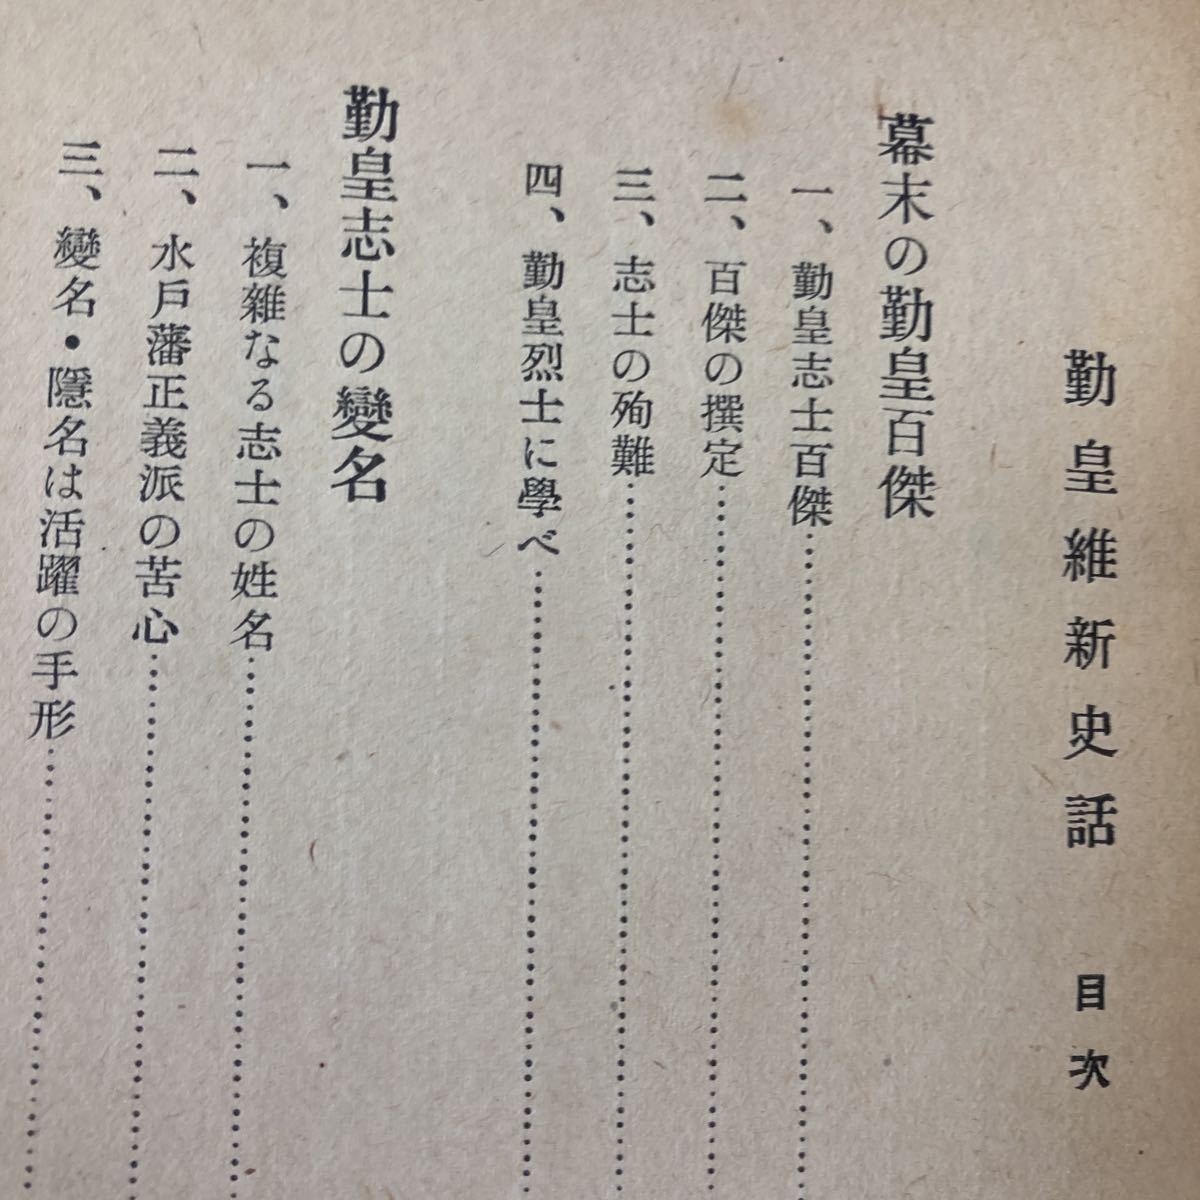 勤皇維新史話 目次
幕末の勤皇百傑
一、勤皇志士百傑
二、百傑の撰定
三、志士の殉難
四、勤皇烈士に學べ
勤皇志士の變名
一、複雜なる志士の姓名
二、水戶藩正義派の苦心
三、變名・隱名は活躍の手形